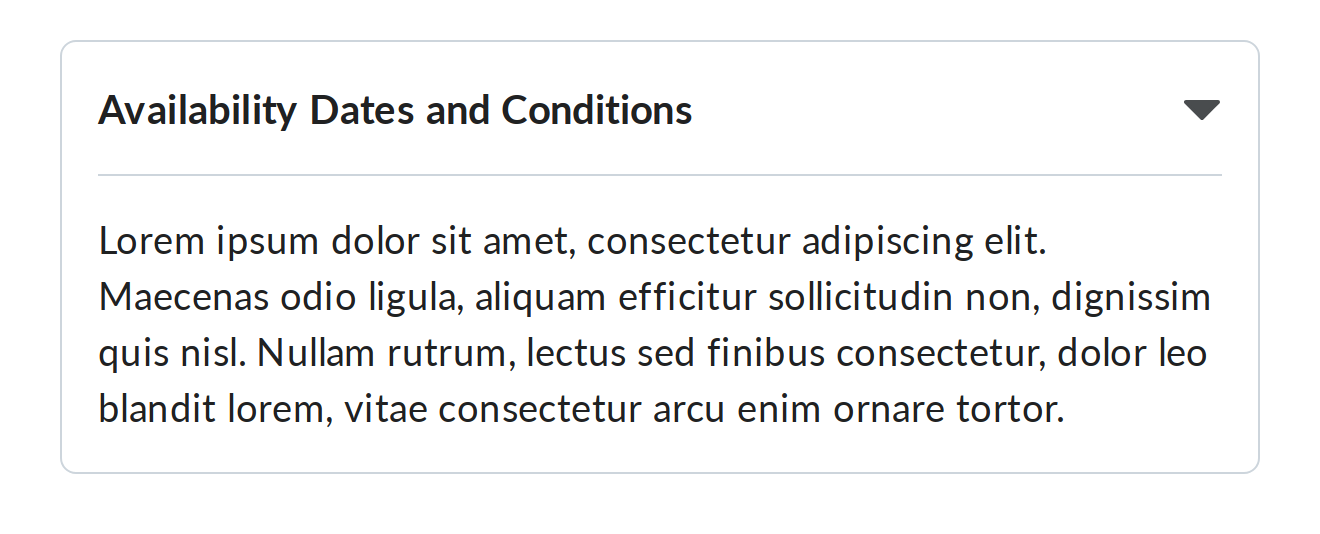 Availability Dates and Conditions
Lorem ipsum dolor sit amet, consectetur adipiscing elit.
Maecenas odio ligula, aliquam efficitur sollicitudin non, dignissim
quis nisl. Nullam rutrum, lectus sed finibus consectetur, dolor leo
blandit lorem, vitae consectetur arcu enim ornare tortor.